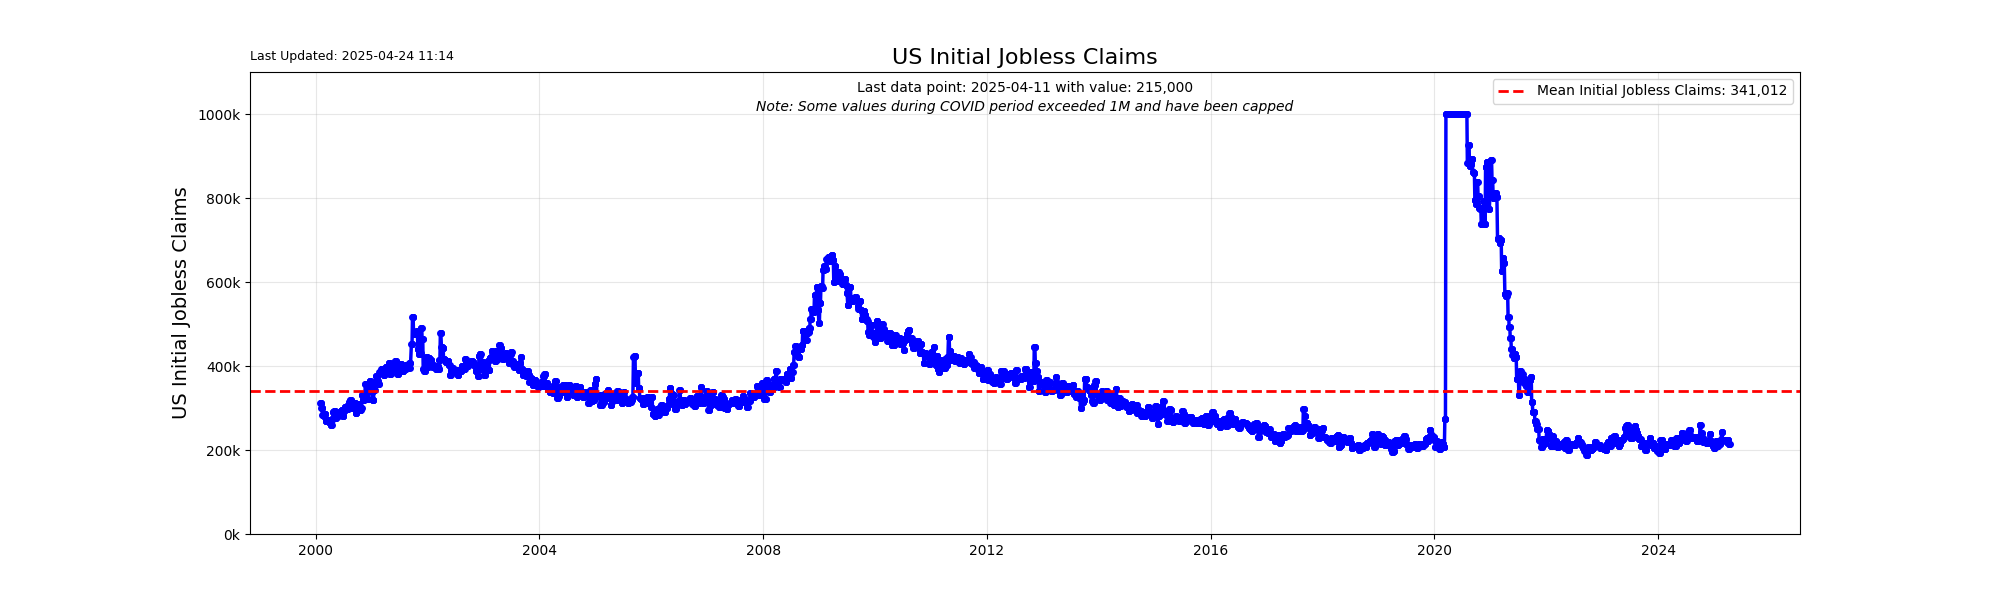 Last Updated: 2025-04-24 11:14
US Initial Jobless Claims
Last data point: 2025-04-11 with value: 215,000
Note: Some values during COVID period exceeded 1M and have been capped
Mean Initial Jobless Claims: 341,012
US Initial Jobless Claims
1000k
800k
600k
400k
200k
0k
2000
2004
2008
2012
2016
2020
2024